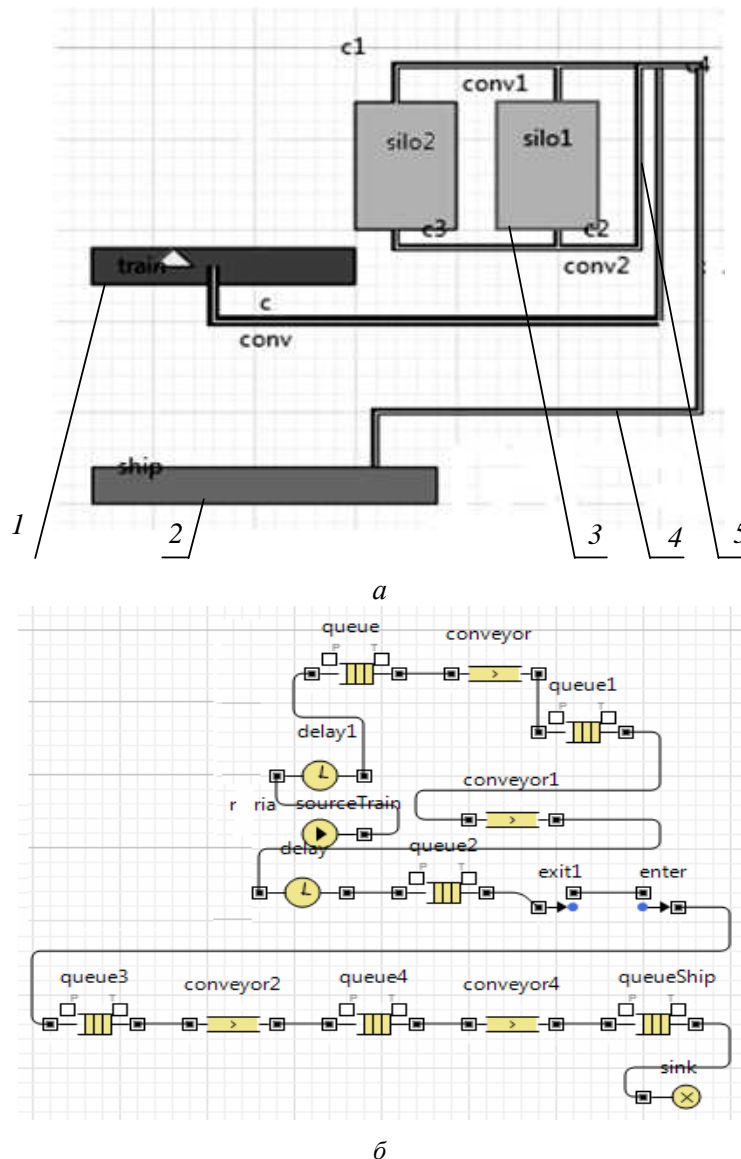 c1
conv1
silo2
silo1
c3
c2
train
conv2
c
conv
ship
1
2
3
4
5
а
queue
conveyor
P T
queue1
P T
delay1
conveyor1
r ria
sourceTrain
delay
queue2
P T
exit1
enter
queue3
conveyor2
queue4
conveyor4
queueShip
P T
P T
P T
sink
б